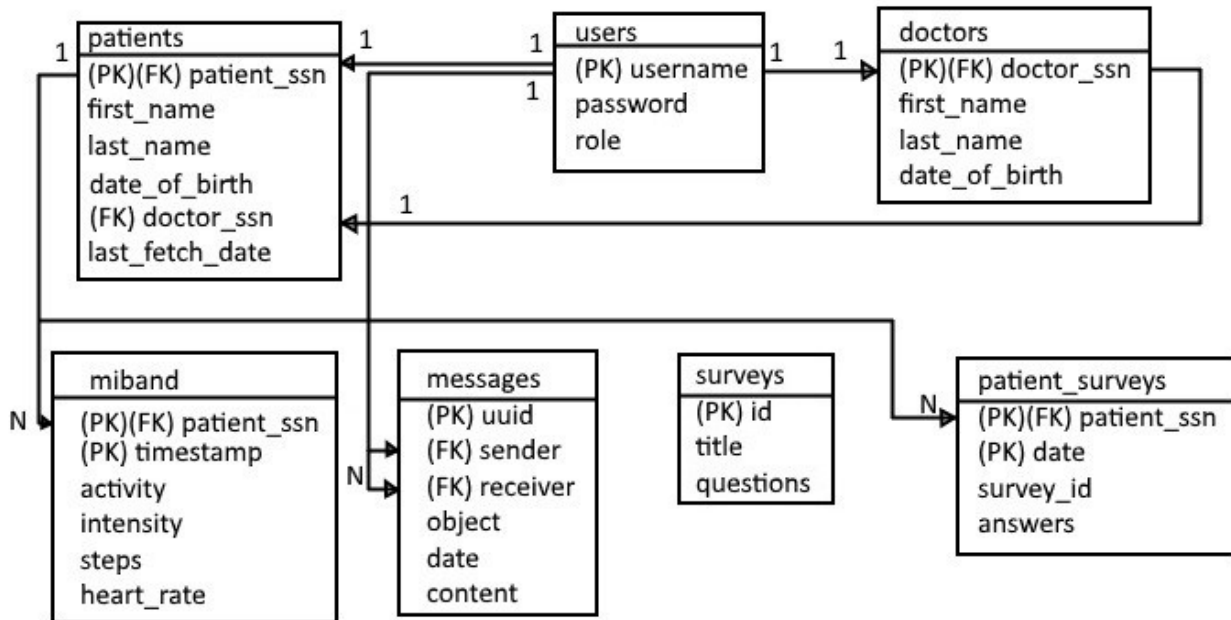 patients
(PK)(FK) patient_ssn
first_name
last_name
date_of_birth
(FK) doctor_ssn
last_fetch_date
1
1
1
1
users
(PK) username
password
role
1
1
doctors
(PK)(FK) doctor_ssn
first_name
last_name
date_of_birth
1
miband
(PK)(FK) patient_ssn
(PK) timestamp
activity
intensity
steps
heart_rate
N
messages
(PK) uuid
(FK) sender
(FK) receiver
object
date
content
N
surveys
(PK) id
title
questions
patient_surveys
(PK)(FK) patient_ssn
(PK) date
survey_id
answers
N